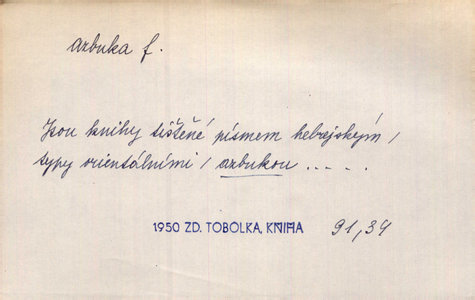 azbuka f.
Jsou knihy tištěné písmem hebrejským,
typy orientálními, azbukou .....
1950 ZD. TOBOLKA, KNIHA 91,34